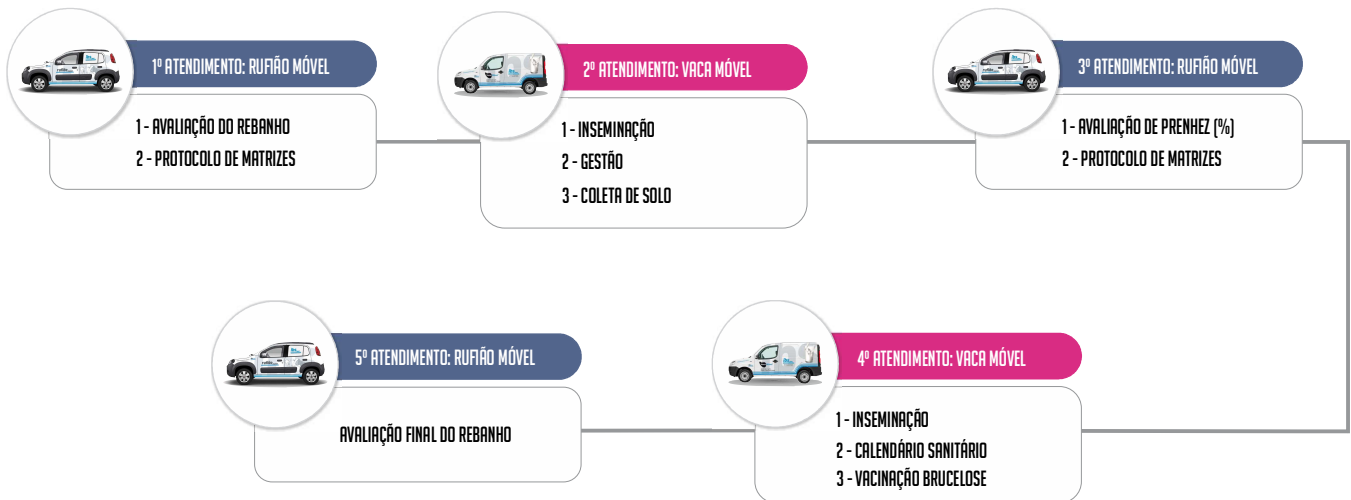 1º ATENDIMENTO: RUFIÃO MÓVEL
1 - AVALIAÇÃO DO REBANHO
2 - PROTOCOLO DE MATRIZES
2º ATENDIMENTO: VACA MÓVEL
1 - INSEMINAÇÃO
2 - GESTÃO
3 - COLETA DE SOLO
3º ATENDIMENTO: RUFIÃO MÓVEL
1 - AVALIAÇÃO DE PRENHEZ (%)
2 - PROTOCOLO DE MATRIZES
4º ATENDIMENTO: VACA MÓVEL
1 - INSEMINAÇÃO
2 - CALENDÁRIO SANITÁRIO
3 - VACINAÇÃO BRUCELOSE
5º ATENDIMENTO: RUFIÃO MÓVEL
AVALIAÇÃO FINAL DO REBANHO